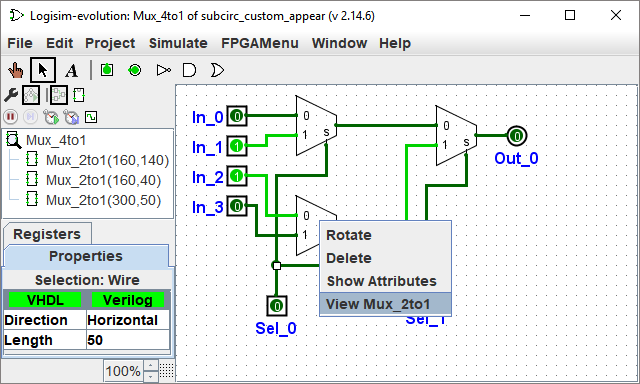 Logisim-evolution: Mux_4to1 of subcirc_custom_appear (v 2.14.6)
File Edit Project Simulate FPGAMenu Window Help
A
Mux_4to1
Mux_2to1(160,140)
Mux_2to1(160,40)
Mux_2to1(300,50)
Registers
Properties
Selection: Wire
VHDL Verilog
Direction Horizontal
Length 50
100%
In_0 0
In_1 1
In_2 1
In_3 0
0
1
s
0
1
s
0
Out_0
0
1
Rotate
Delete
Show Attributes
View Mux_2to1
0
Sel_0
Sel_1